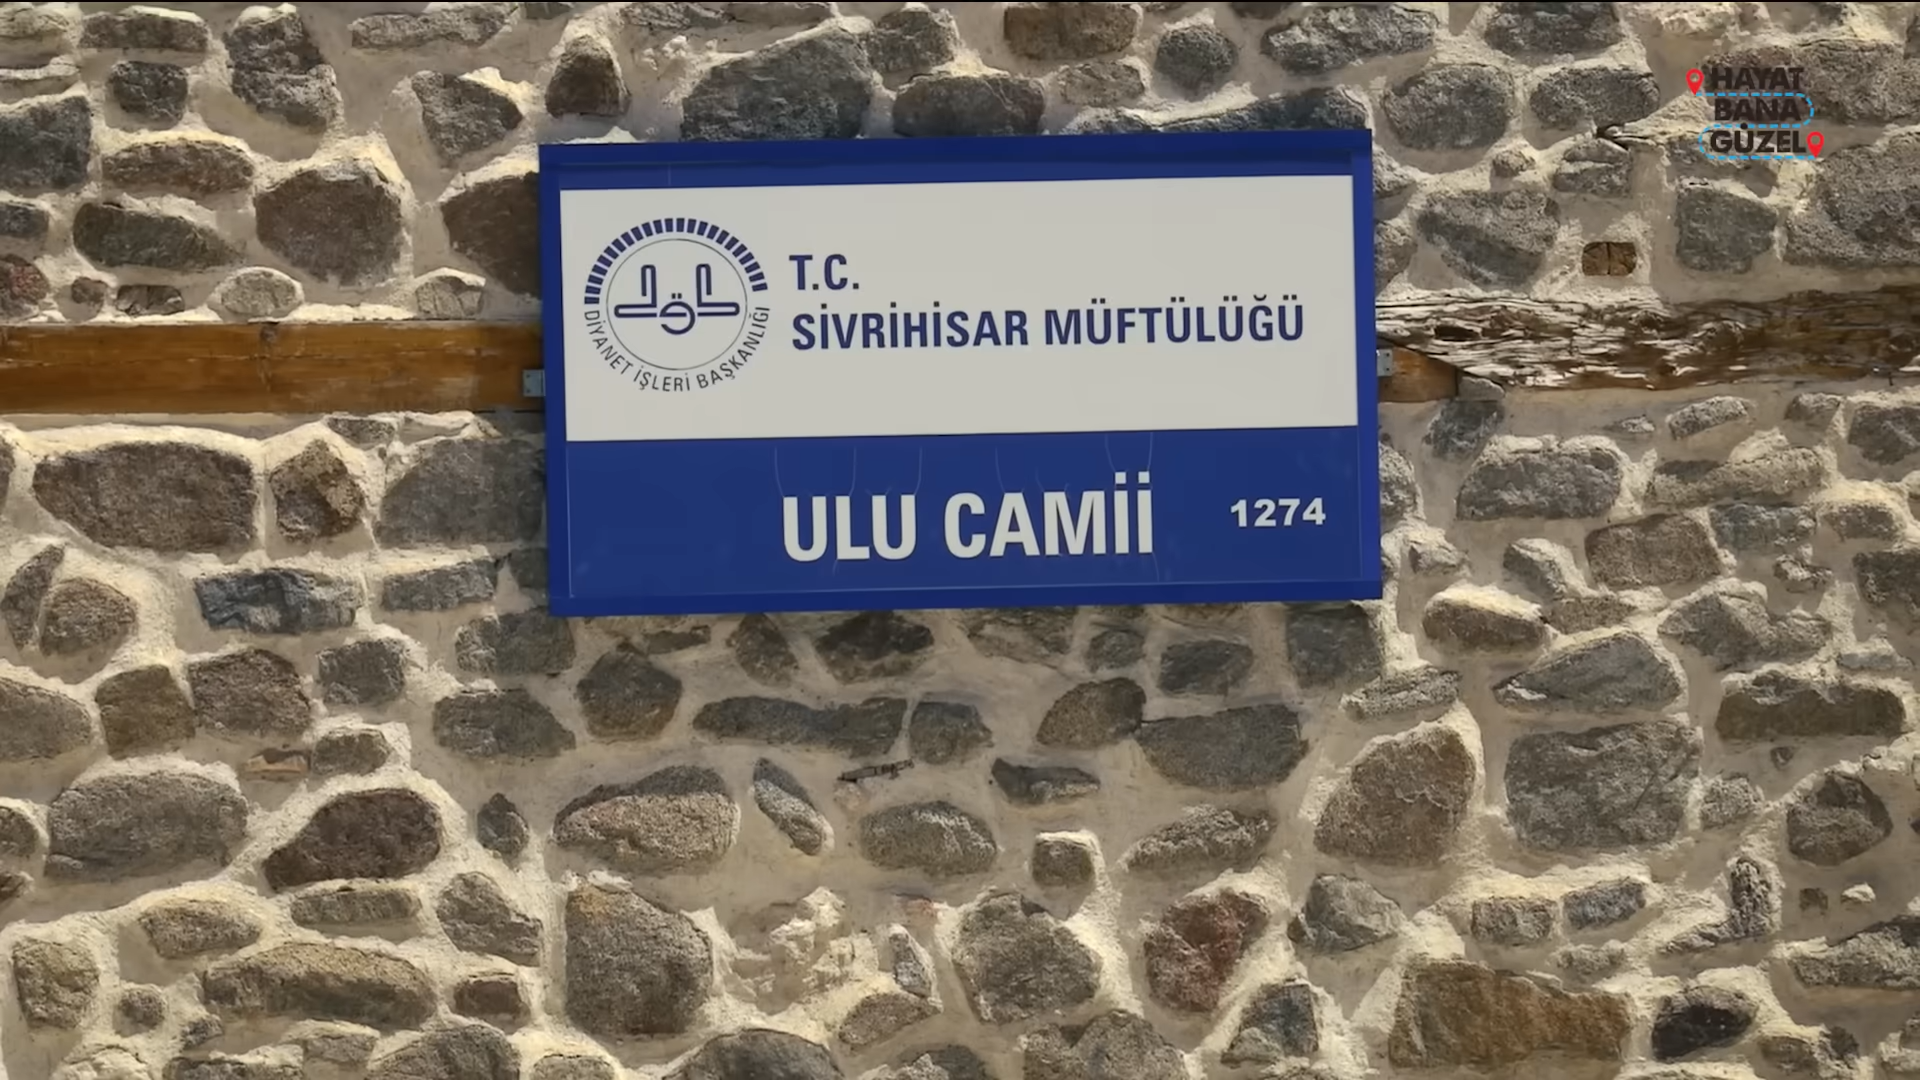 HAYAT
BANA
GÜZEL
T.C.
SİVRİHİSAR MÜFTÜLÜĞÜ
DİYANET İŞLERİ BAŞKANLIĞI
ULU CAMİİ
1274